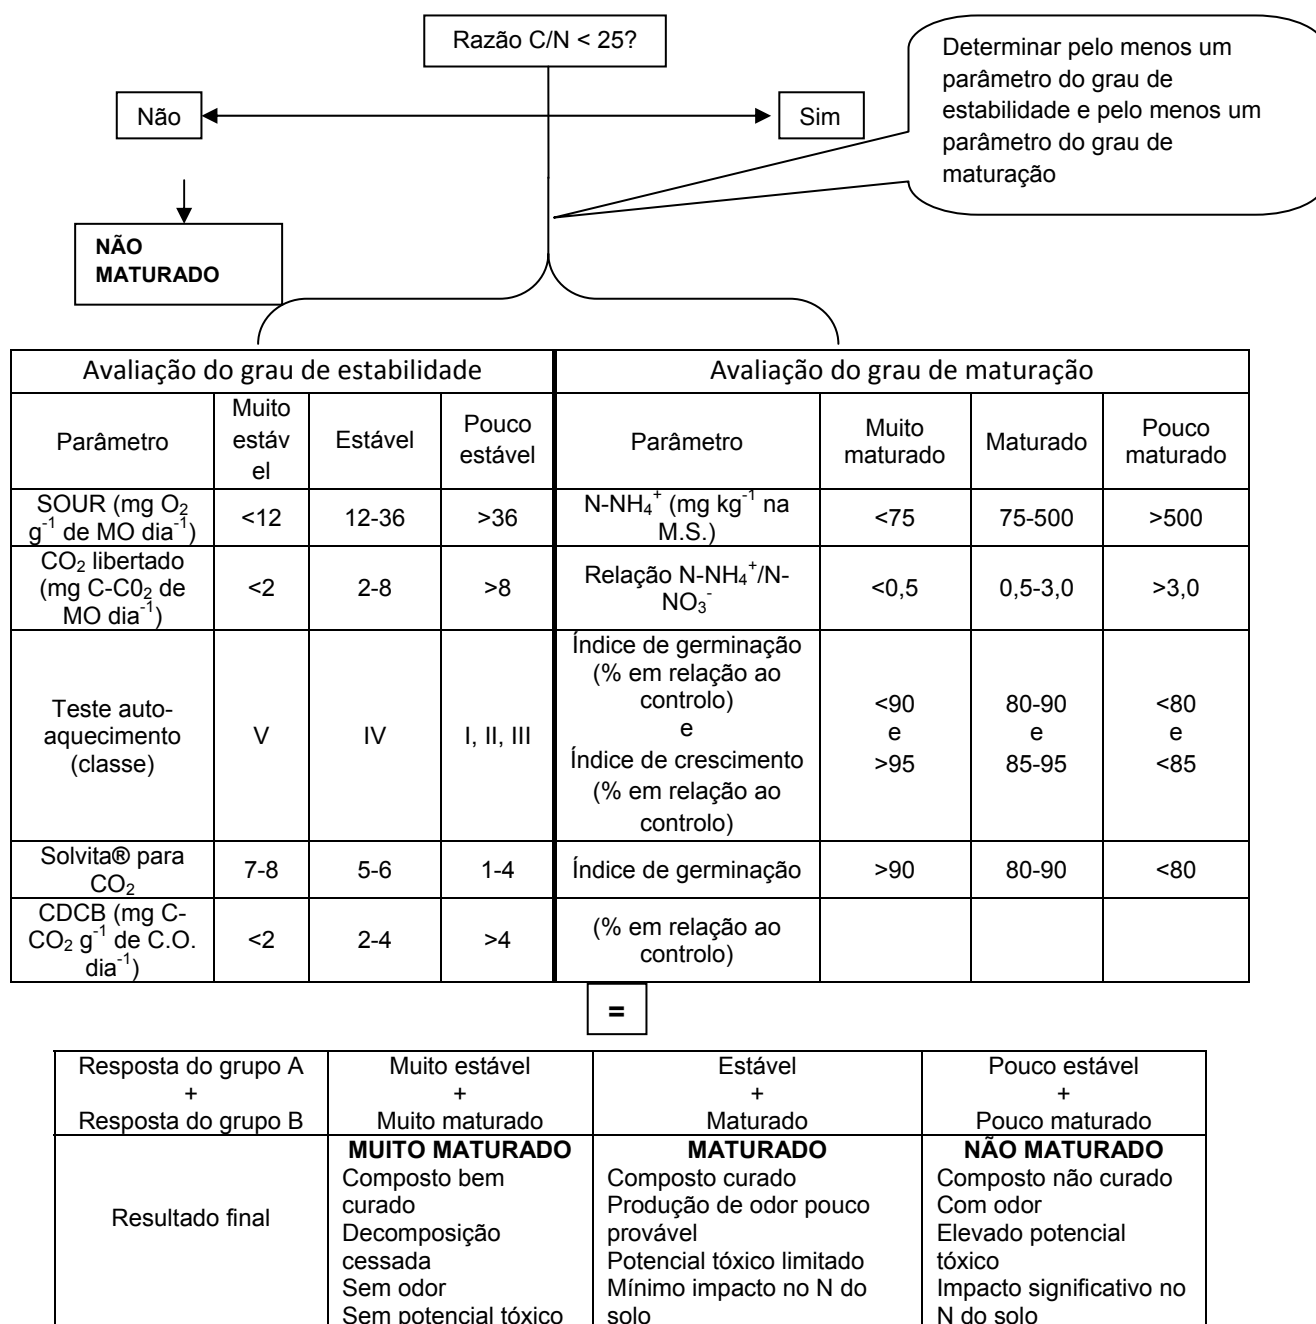 Razão C/N < 25?
Determinar pelo menos um
parâmetro do grau de
estabilidade e pelo menos um
parâmetro do grau de
maturação
Não
Sim
NÃO
MATURADO
Avaliação do grau de estabilidade
Avaliação do grau de maturação
Parâmetro
Muito
estáv
el
Estável
Pouco
estável
Parâmetro
Muito
maturado
Maturado
Pouco
maturado
SOUR (mg O₂
g⁻¹ de MO dia⁻¹)
<12
12-36
>36
N-NH₄⁺ (mg kg⁻¹ na
M.S.)
<75
75-500
>500
CO₂ libertado
(mg C-C0₂ de
MO dia⁻¹)
<2
2-8
>8
Relação N-NH₄⁺/N-
NO₃⁻
<0,5
0,5-3,0
>3,0
Teste auto-
aquecimento
(classe)
V
IV
I, II, III
Índice de germinação
(% em relação ao
controlo)
e
Índice de crescimento
(% em relação ao
controlo)
<90
e
>95
80-90
e
85-95
<80
e
<85
Solvita® para
CO₂
7-8
5-6
1-4
Índice de germinação
>90
80-90
<80
CDCB (mg C-
CO₂ g⁻¹ de C.O.
dia⁻¹)
<2
2-4
>4
(% em relação ao
controlo)
=
Resposta do grupo A
+
Resposta do grupo B
Muito estável
+
Muito maturado
Estável
+
Maturado
Pouco estável
+
Pouco maturado
Resultado final
MUITO MATURADO
Composto bem
curado
Decomposição
cessada
Sem odor
Sem potencial tóxico
MATURADO
Composto curado
Produção de odor pouco
provável
Potencial tóxico limitado
Mínimo impacto no N do
solo
NÃO MATURADO
Composto não curado
Com odor
Elevado potencial
tóxico
Impacto significativo no
N do solo